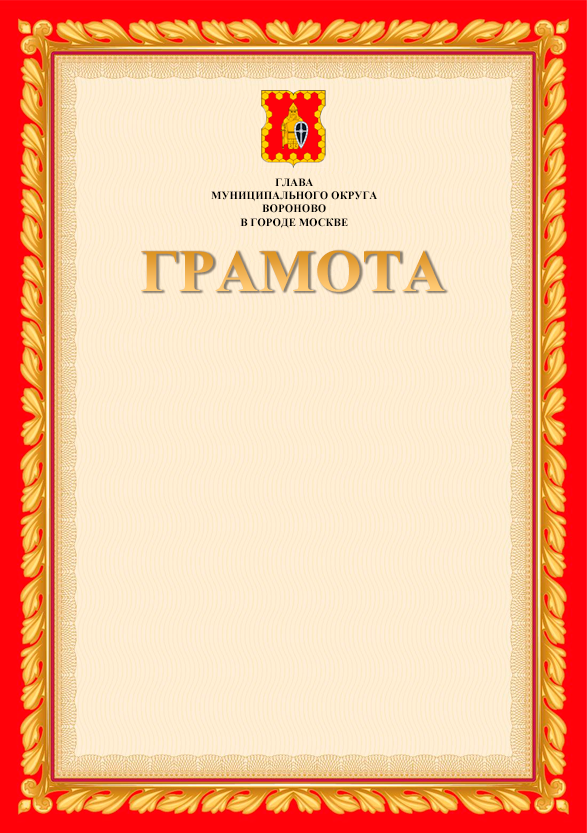 ГЛАВА
МУНИЦИПАЛЬНОГО ОКРУГА
ВОРОНОВО
В ГОРОДЕ МОСКВЕ
ГРАМОТА